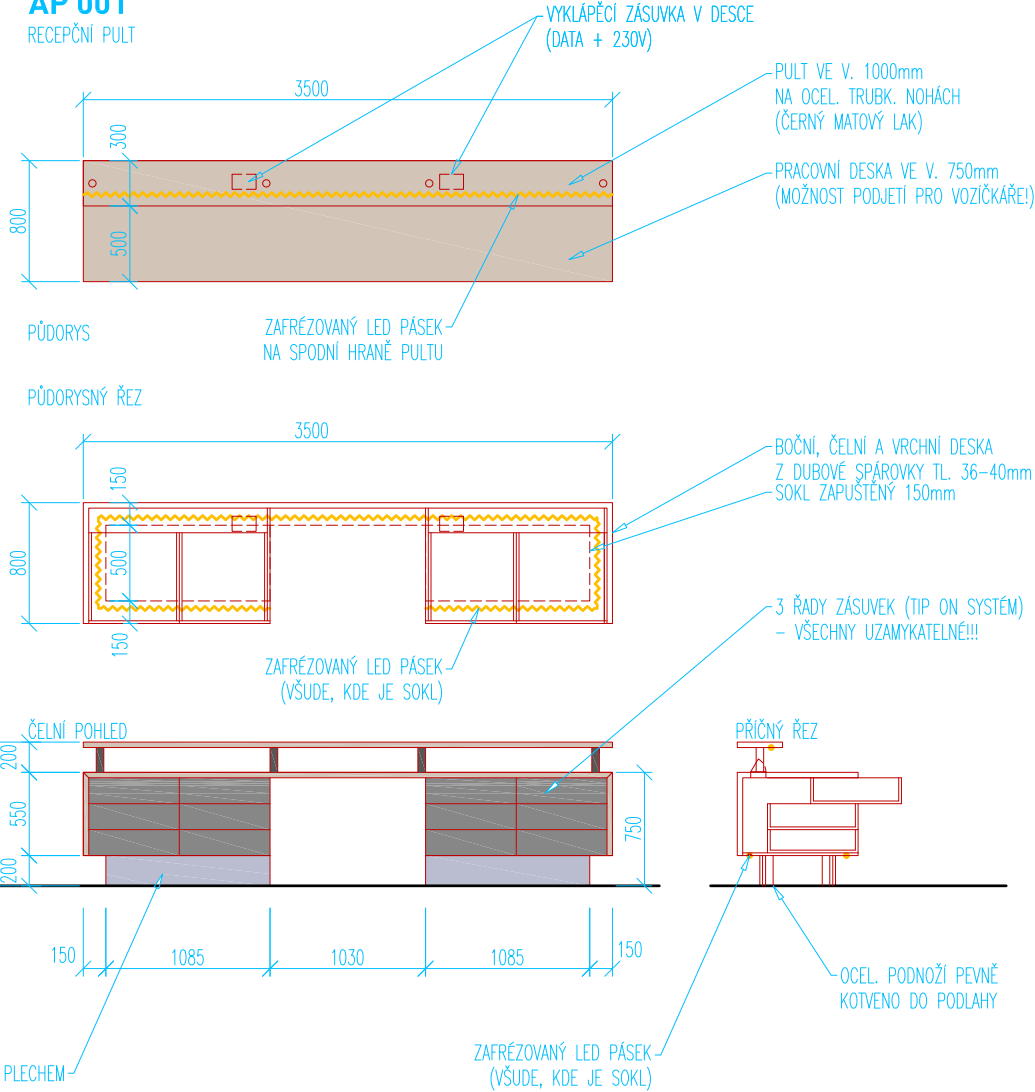 AP 001
RECEPČNÍ PULT
VYKLÁPĚCÍ ZÁSUVKA V DESCE
(DATA + 230V)
3500
PULT VE V. 1000mm
NA OCEL. TRUBK. NOHÁCH
(ČERNÝ MATOVÝ LAK)
300
PRACOVNÍ DESKA VE V. 750mm
(MOŽNOST PODJETÍ PRO VOZÍČKÁŘE!)
800
500
ZAFRÉZOVANÝ LED PÁSEK
NA SPODNÍ HRANĚ PULTU
PŮDORYS
PŮDORYSNÝ ŘEZ
3500
BOČNÍ, ČELNÍ A VRCHNÍ DESKA
Z DUBOVÉ SPÁROVKY TL. 36-40mm
SOKL ZAPUŠTĚNÝ 150mm
150
800
500
150
3 ŘADY ZÁSUVEK (TIP ON SYSTÉM)
- VŠECHNY UZAMYKATELNÉ!!!
ZAFRÉZOVANÝ LED PÁSEK
(VŠUDE, KDE JE SOKL)
ČELNÍ POHLED
PŘÍČNÝ ŘEZ
200
550
200
750
150
1085
1030
1085
150
OCEL. PODNOŽÍ PEVNĚ
KOTVENO DO PODLAHY
ZAFRÉZOVANÝ LED PÁSEK
(VŠUDE, KDE JE SOKL)
PLECHEM